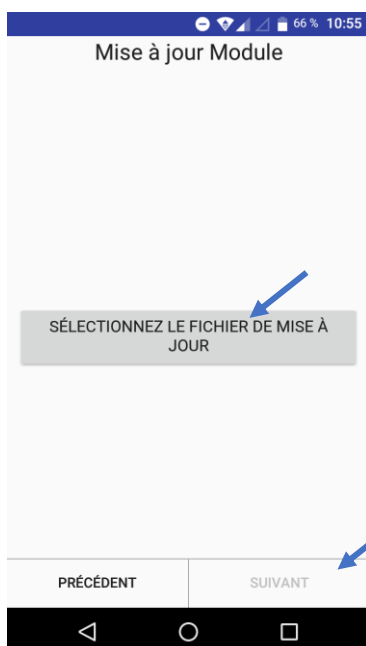 66 % 10:55
Mise à jour Module
SÉLECTIONNEZ LE FICHIER DE MISE À
JOUR
PRÉCÉDENT SUIVANT